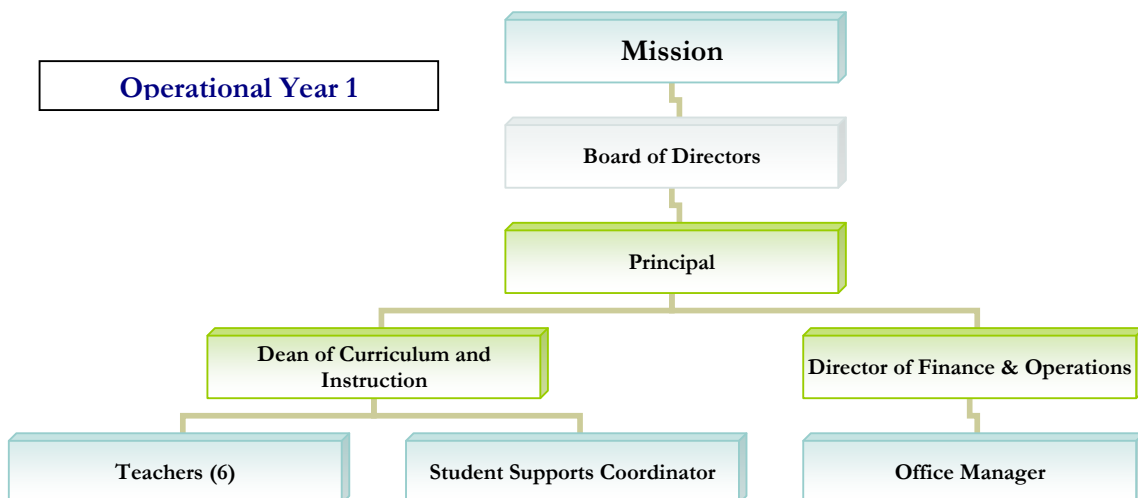 Mission
Operational Year 1
Board of Directors
Principal
Dean of Curriculum and
Instruction
Director of Finance & Operations
Teachers (6)
Student Supports Coordinator
Office Manager